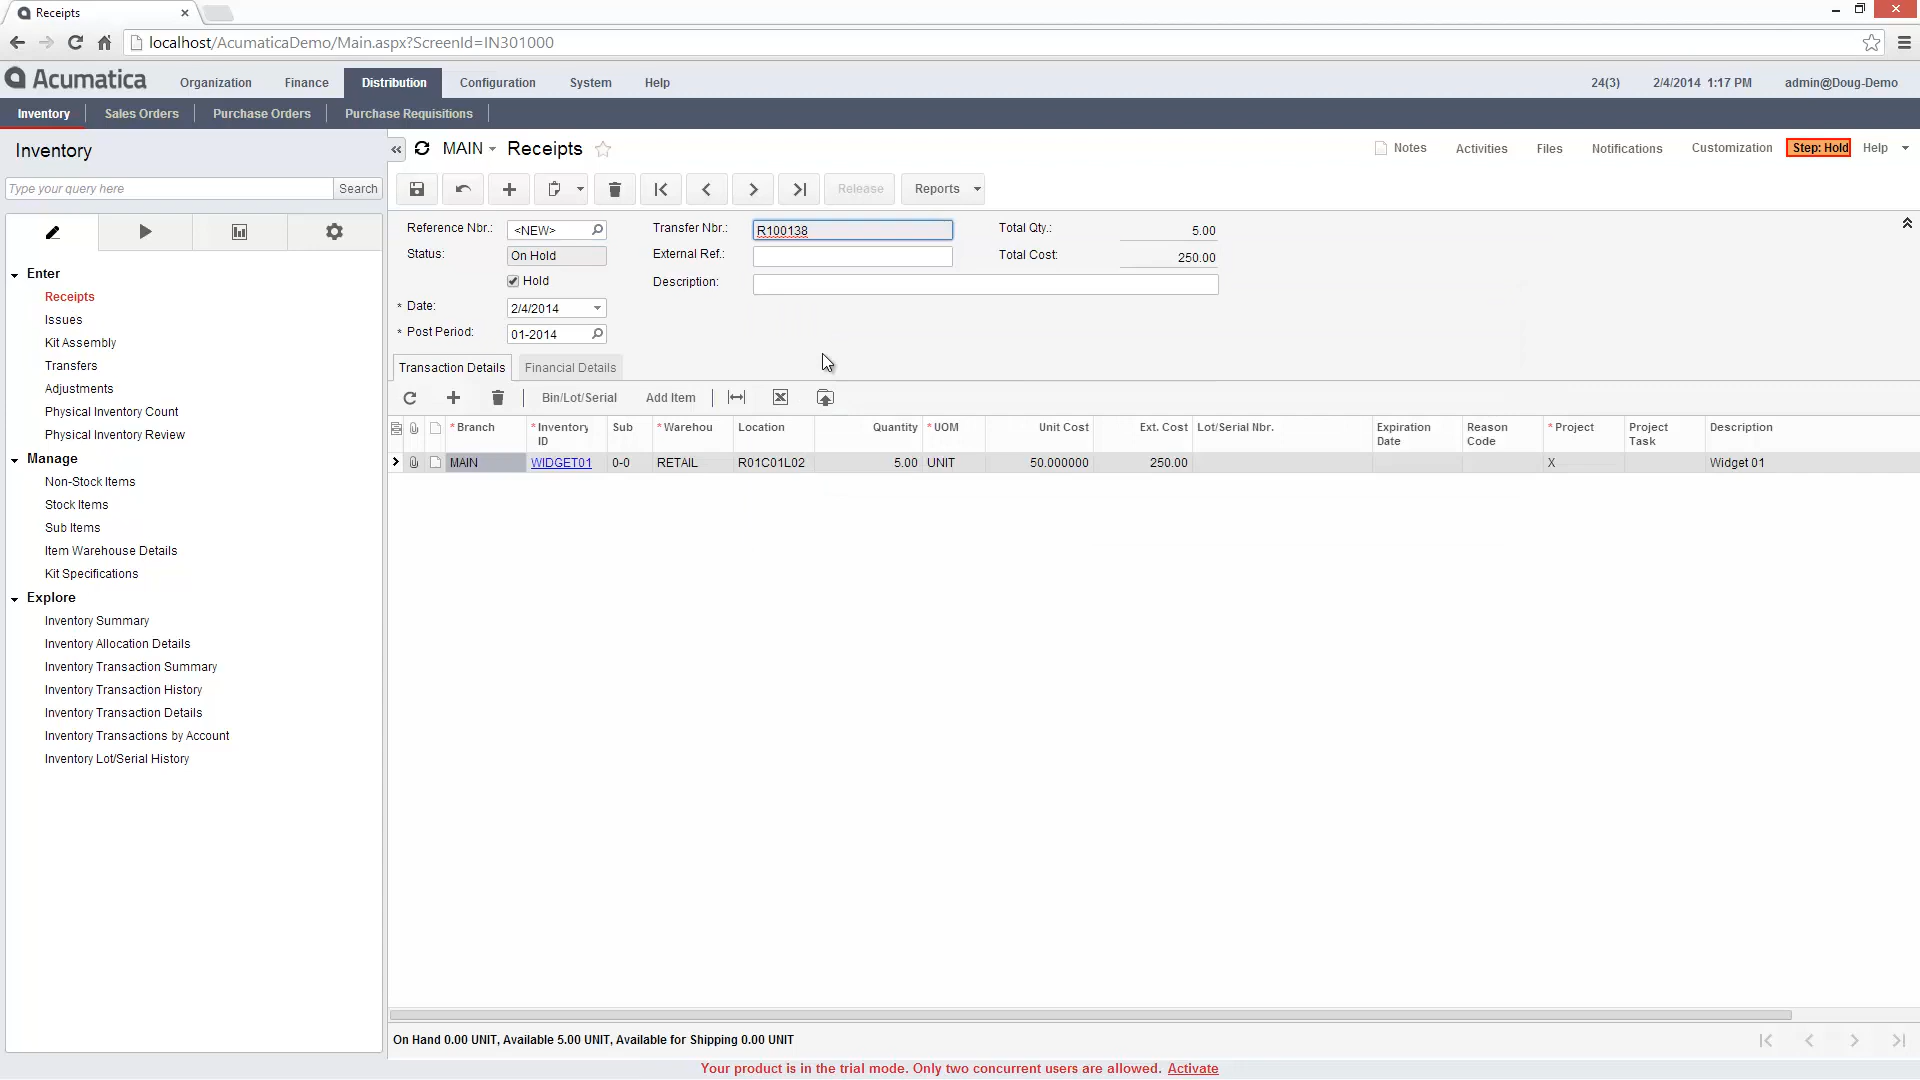 Receipts
localhost/AcumaticaDemo/Main.aspx?ScreenId=IN301000
Acumatica Organization Finance Distribution Configuration System Help 24(3) 2/4/2014 1:17 PM admin@Doug-Demo
Inventory Sales Orders Purchase Orders Purchase Requisitions
Inventory
Type your query here Search
Enter
Receipts
Issues
Kit Assembly
Transfers
Adjustments
Physical Inventory Count
Physical Inventory Review
Manage
Non-Stock Items
Stock Items
Sub Items
Item Warehouse Details
Kit Specifications
Explore
Inventory Summary
Inventory Allocation Details
Inventory Transaction Summary
Inventory Transaction History
Inventory Transaction Details
Inventory Transactions by Account
Inventory Lot/Serial History
MAIN Receipts Notes Activities Files Notifications Customization Step: Hold Help
Release Reports
Reference Nbr.: <NEW> Transfer Nbr.: R100138 Total Qty.: 5.00
Status: On Hold External Ref.: Total Cost: 250.00
Hold Description:
* Date: 2/4/2014
* Post Period: 01-2014
Transaction Details Financial Details
Bin/Lot/Serial Add Item
* Branch * Inventory ID Sub * Warehou Location Quantity * UOM Unit Cost Ext. Cost Lot/Serial Nbr. Expiration Date Reason Code * Project Project Task Description
MAIN WIDGET01 0-0 RETAIL R01C01L02 5.00 UNIT 50.000000 250.00 X Widget 01
On Hand 0.00 UNIT, Available 5.00 UNIT, Available for Shipping 0.00 UNIT
Your product is in the trial mode. Only two concurrent users are allowed. Activate